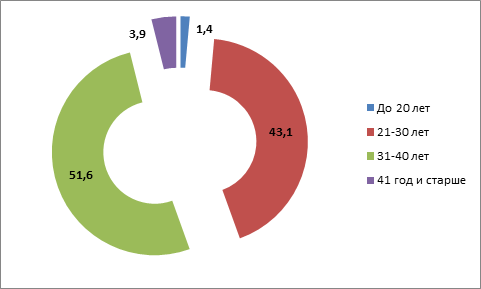 3,9
1,4
43,1
51,6
До 20 лет
21-30 лет
31-40 лет
41 год и старше